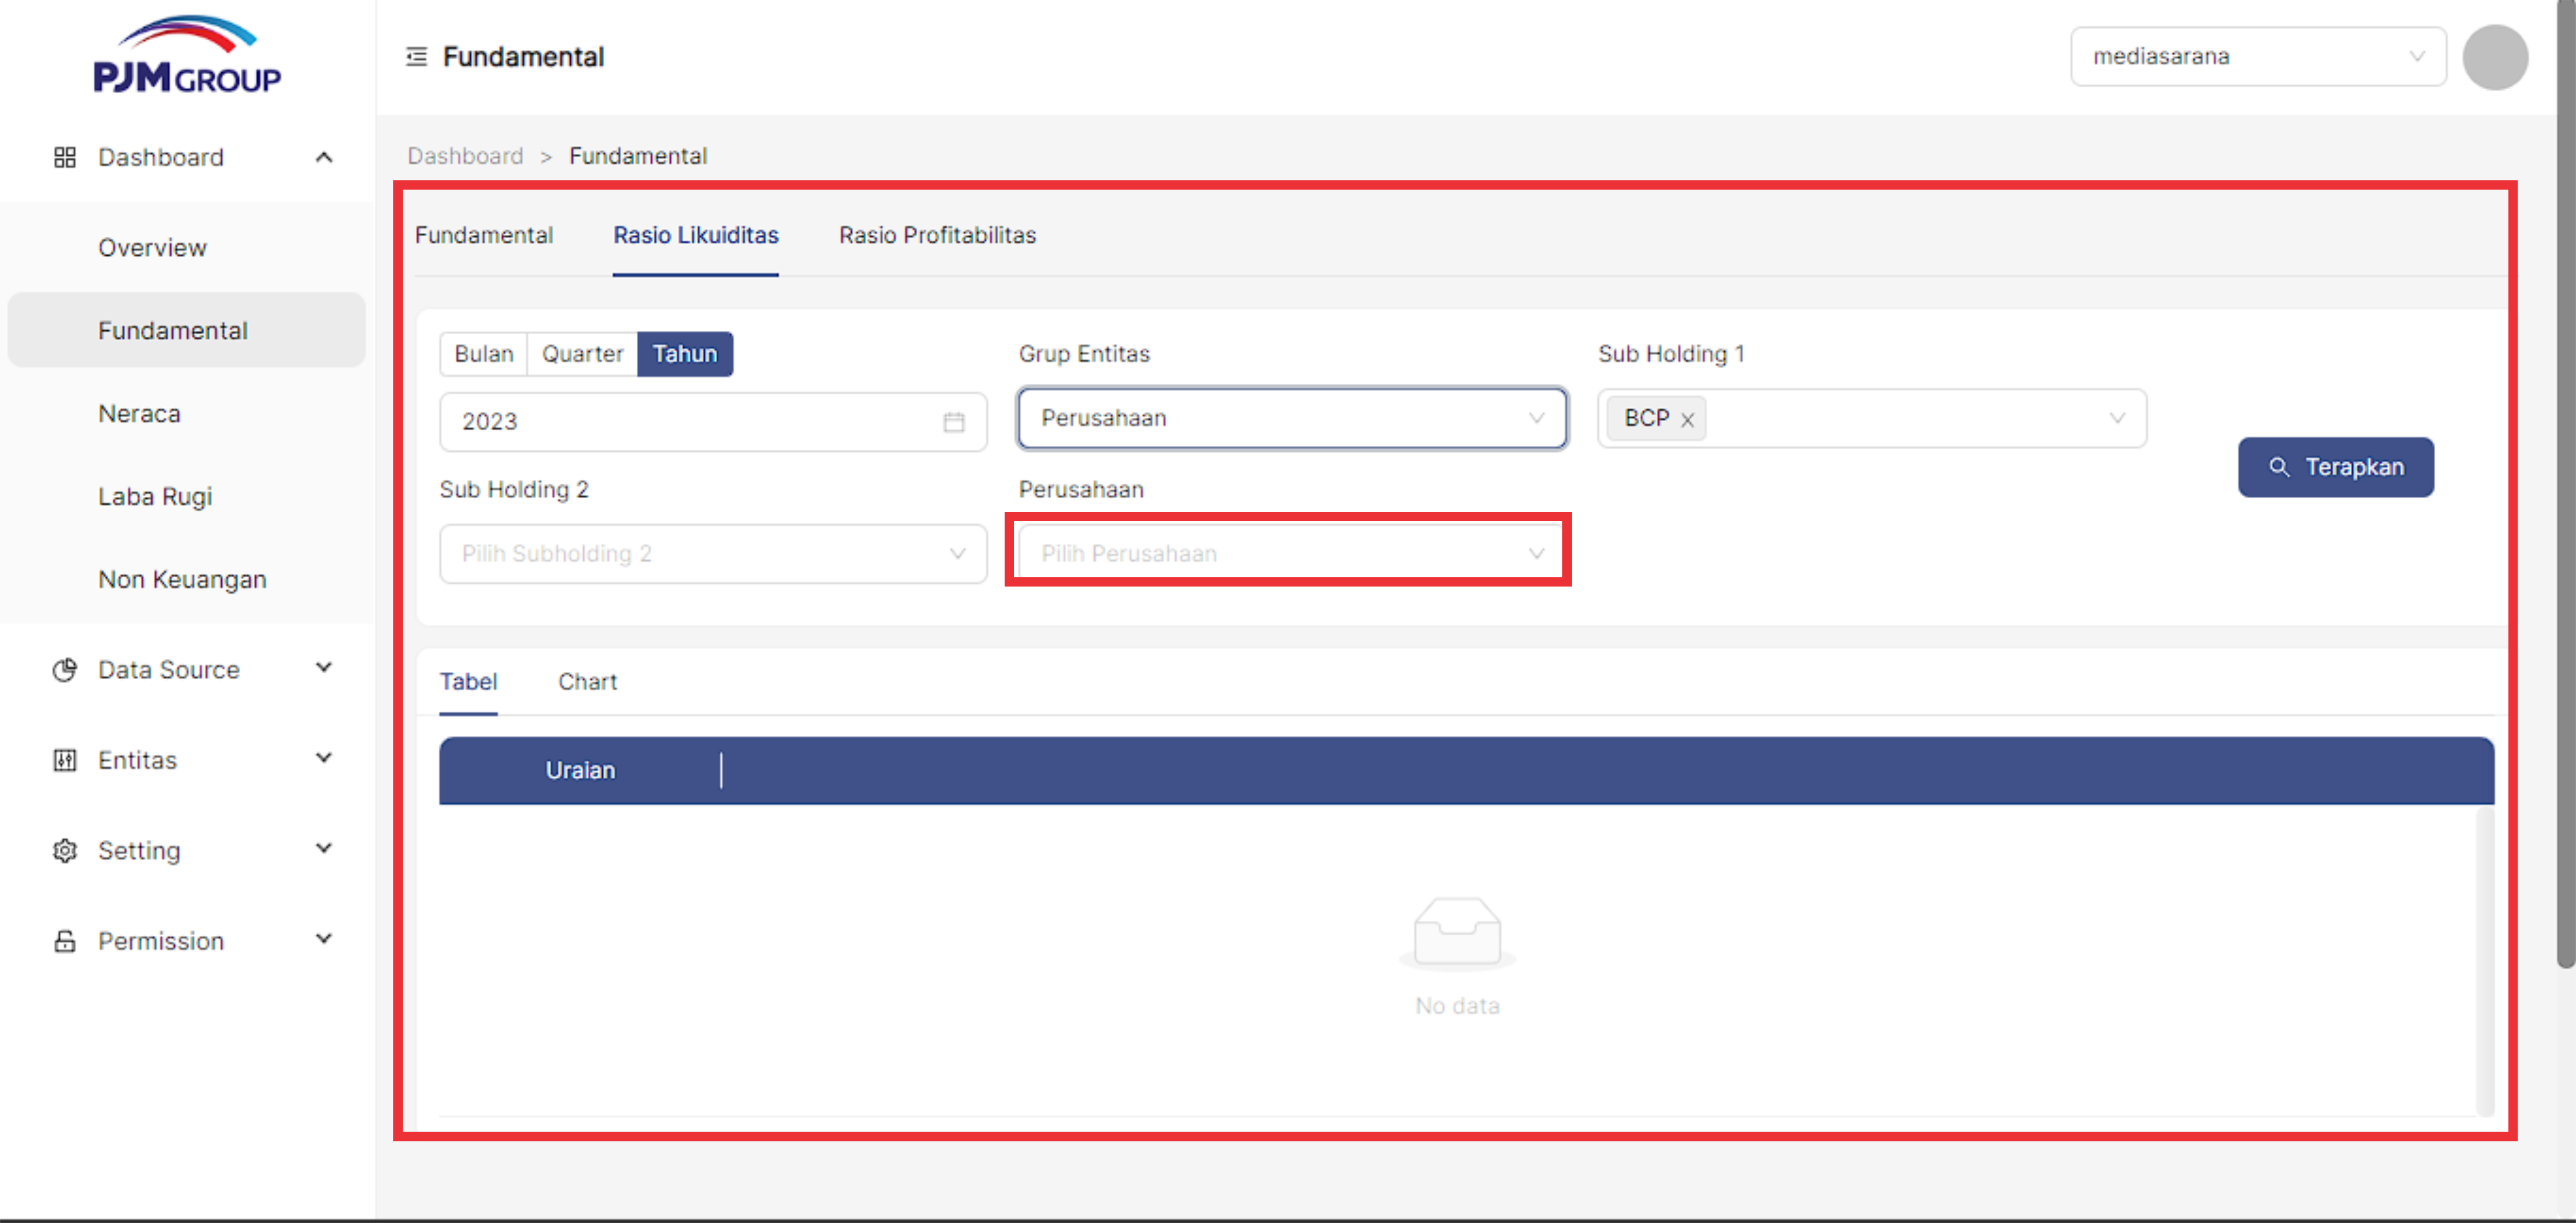 PJM GROUP
Fundamental
mediasarana
Dashboard
Overview
Fundamental
Neraca
Laba Rugi
Non Keuangan
Data Source
Entitas
Setting
Permission
Dashboard > Fundamental
Fundamental Rasio Likuiditas Rasio Profitabilitas
Bulan Quarter Tahun
2023
Grup Entitas
Perusahaan
Sub Holding 1
BCP
Sub Holding 2
Pilih Subholding 2
Perusahaan
Pilih Perusahaan
Terapkan
Tabel Chart
Uraian
No data